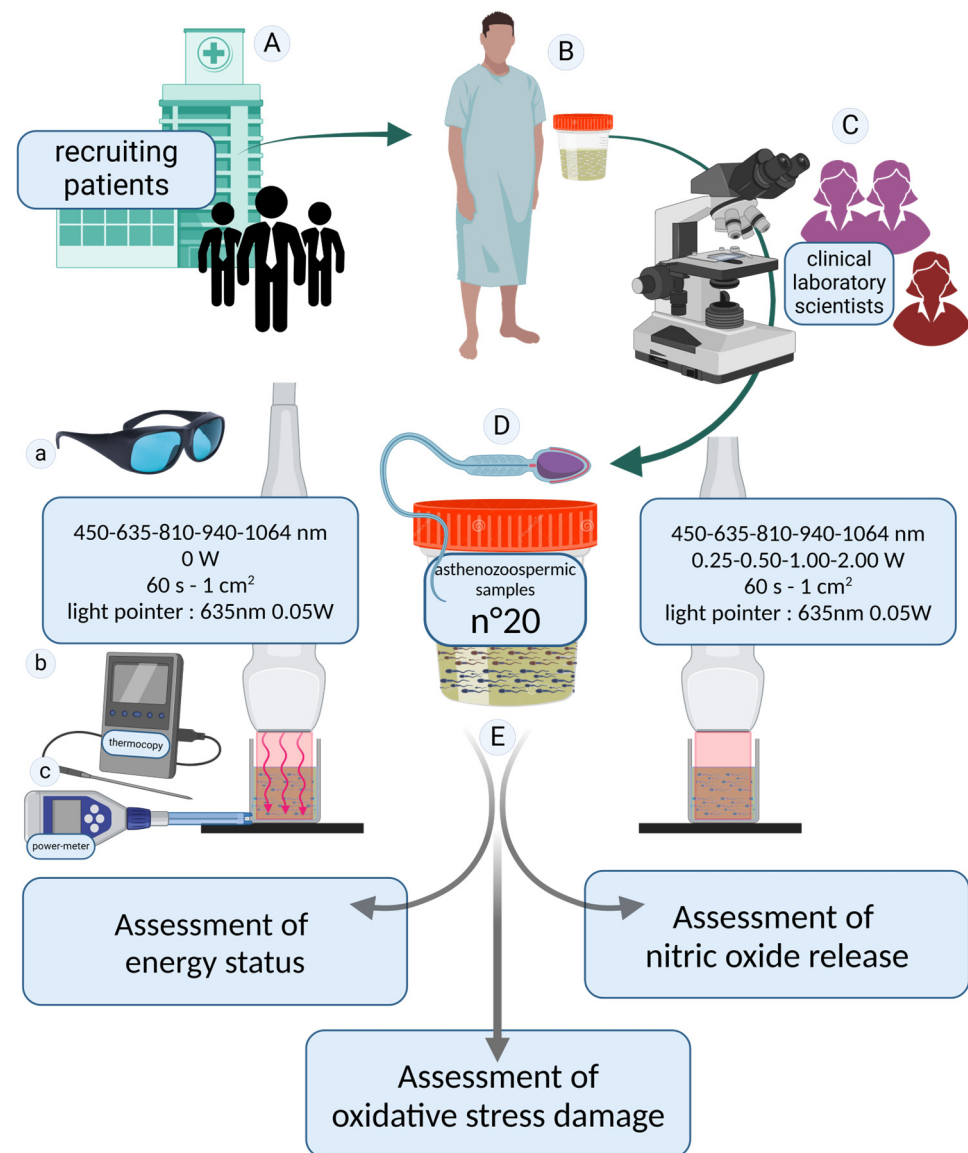 A
recruiting
patients
B
C
clinical
laboratory
scientists
a
450-635-810-940-1064 nm
0 W
60 s - 1 cm²
light pointer : 635nm 0.05W
D
asthenozoospermic
samples
n°20
450-635-810-940-1064 nm
0.25-0.50-1.00-2.00 W
60 s - 1 cm²
light pointer : 635nm 0.05W
b
thermocopy
c
power-meter
E
Assessment of
energy status
Assessment of
nitric oxide release
Assessment of
oxidative stress damage